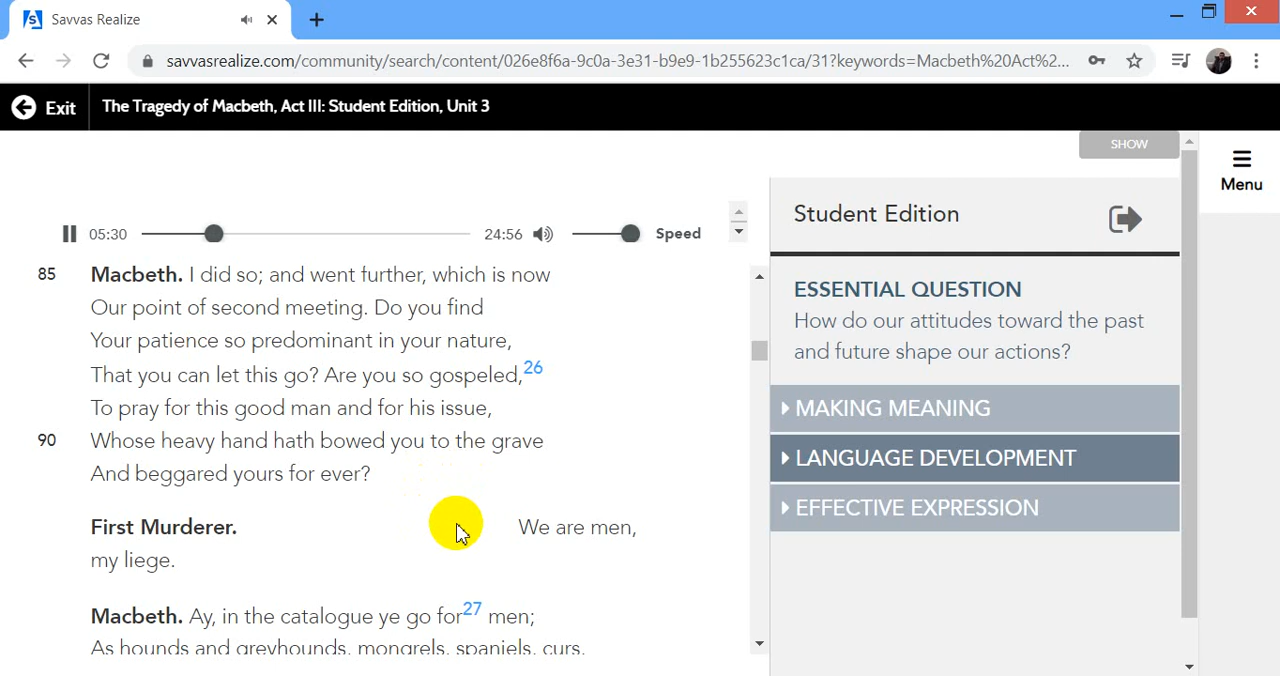 Savvas Realize
savvasrealize.com/community/search/content/02be8f6a-9c0a-3e31-b9e9-1b255623c1ca/31?keywords=Macbeth%20Act%2...
Exit
The Tragedy of Macbeth, Act III: Student Edition, Unit 3
SHOW
Menu
05:30
24:56
Speed
85 Macbeth. I did so; and went further, which is now
Our point of second meeting. Do you find
Your patience so predominant in your nature,
That you can let this go? Are you so gospeled,26
To pray for this good man and for his issue,
90 Whose heavy hand hath bowed you to the grave
And beggared yours for ever?
First Murderer. We are men,
my liege.
Macbeth. Ay, in the catalogue ye go for27 men;
As hounds and greyhounds, mongrels, spaniels, curs,
Student Edition
ESSENTIAL QUESTION
How do our attitudes toward the past
and future shape our actions?
MAKING MEANING
LANGUAGE DEVELOPMENT
EFFECTIVE EXPRESSION